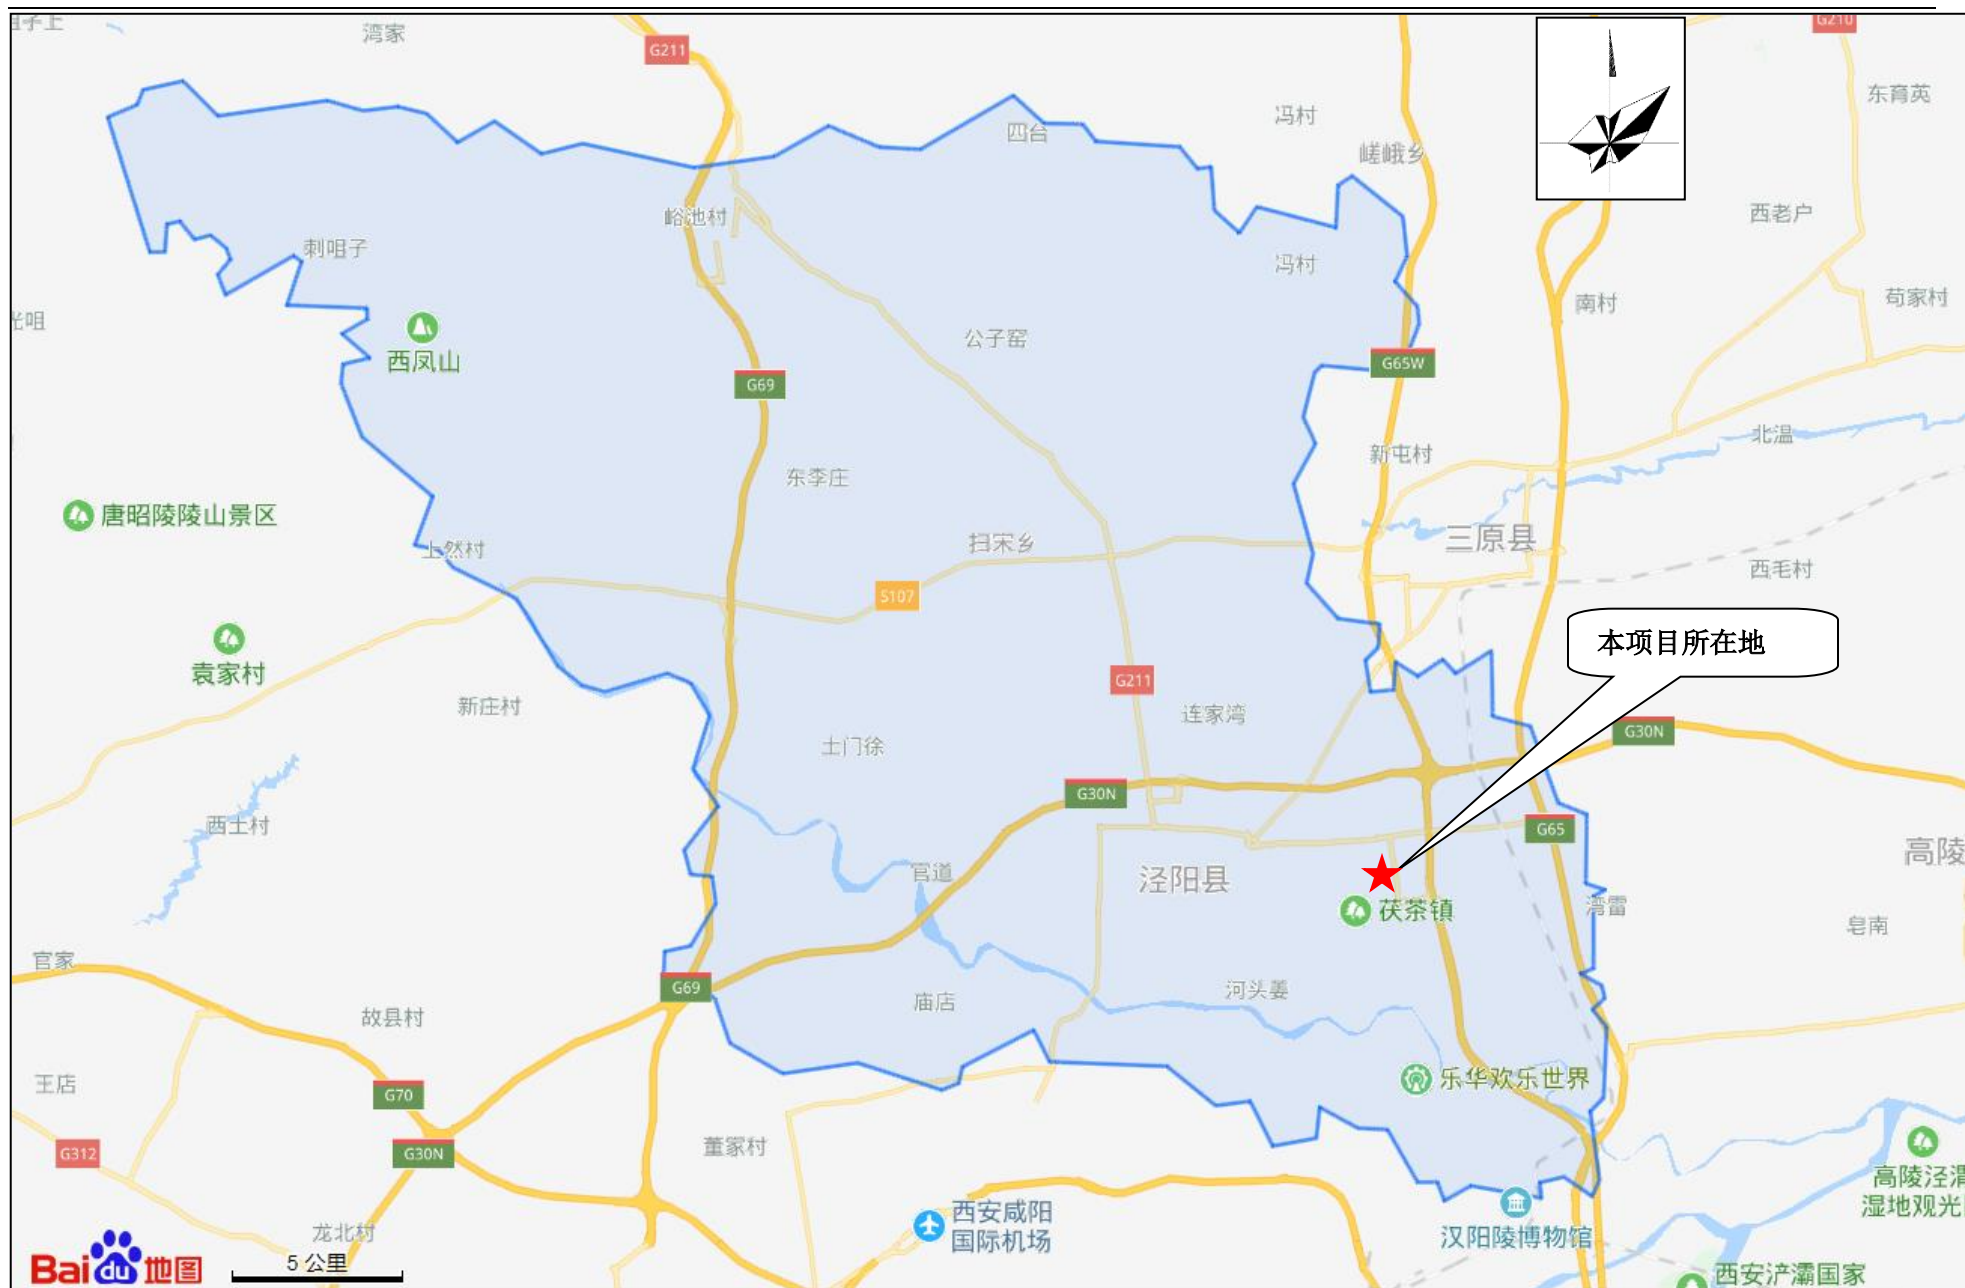 湾家
G211
G210
东育英
冯村
四台
嵯峨乡
峪池村
西老户
刺咀子
冯村
南村
苟家村
公子窑
西凤山
G65W
G69
北温
新屯村
东李庄
唐昭陵陵山景区
三原县
扫宋乡
上然村
西毛村
S107
本项目所在地
袁家村
G211
新庄村
连家湾
G30N
土门徐
G30N
西土村
G65
高陵
官道
泾阳县
茯茶镇
湾雷
皂南
官家
G69
河头姜
庙店
故县村
乐华欢乐世界
王店
G70
董家村
G312
G30N
高陵泾渭
湿地观光
西安咸阳
国际机场
龙北村
汉阳陵博物馆
Bai du 地图
5 公里
西安浐灞国家